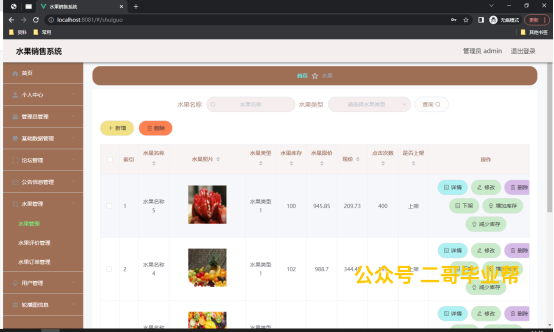 水果销售系统
localhost:8081/#/shuiguo
无痕模式
更新
资料
常用
其他书签
水果销售系统
管理员 admin
退出登录
首页
个人中心
管理员管理
基础数据管理
论坛管理
公告信息管理
水果管理
水果管理
水果评价管理
水果订单管理
用户管理
轮播图信息
首页 水果
水果名称 水果名称 水果类型 请选择水果类型 查询
+ 新增 删除
索引 水果名称 水果照片 水果类型 水果库存 水果原价 现价 点击次数 是否上架 操作
1 水果名称5 水果类型1 100 945.65 209.73 400 上架
详情 修改 删除
下架 增加库存
减少库存
2 水果名称4 水果类型1 102 988.7
详情 修改 删除
减少库存
公众号 二哥毕业帮
水果名称 水果类型
详情 修改 删除